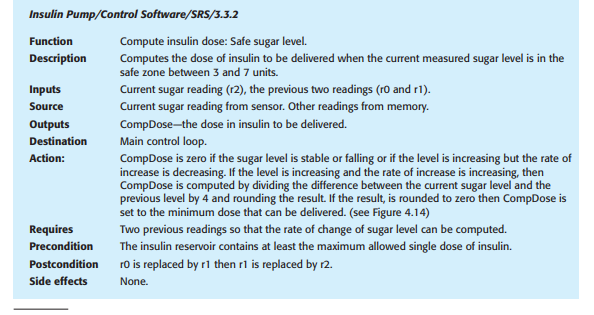 Insulin Pump/Control Software/SRS/3.3.2
Function Compute insulin dose: Safe sugar level.
Description Computes the dose of insulin to be delivered when the current measured sugar level is in the
safe zone between 3 and 7 units.
Inputs Current sugar reading (r2), the previous two readings (r0 and r1).
Source Current sugar reading from sensor. Other readings from memory.
Outputs CompDose—the dose in insulin to be delivered.
Destination Main control loop.
Action: CompDose is zero if the sugar level is stable or falling or if the level is increasing but the rate of
increase is decreasing. If the level is increasing and the rate of increase is increasing, then
CompDose is computed by dividing the difference between the current sugar level and the
previous level by 4 and rounding the result. If the result, is rounded to zero then CompDose is
set to the minimum dose that can be delivered. (see Figure 4.14)
Requires Two previous readings so that the rate of change of sugar level can be computed.
Precondition The insulin reservoir contains at least the maximum allowed single dose of insulin.
Postcondition r0 is replaced by r1 then r1 is replaced by r2.
Side effects None.